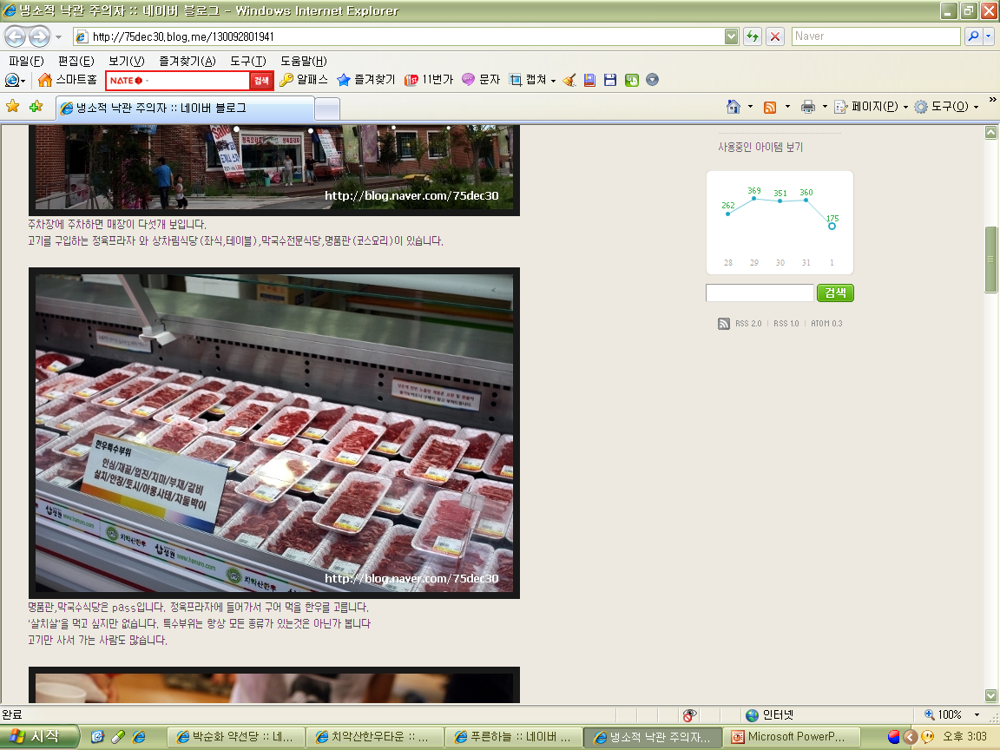 냉소적 낙관 주의자 :: 네이버 블로그 - Windows Internet Explorer
http://75dec30.blog.me/130092801941
Naver
파일(F) 편집(E) 보기(V) 즐겨찾기(A) 도구(T) 도움말(H)
스마트홈 NATE 검색 알패스 즐겨찾기 11번가 문자 캡쳐
냉소적 낙관 주의자 :: 네이버 블로그
페이지(P) 도구(O)
http://blog.naver.com/75dec30
주차장에 주차하면 매장이 다섯개 보입니다.
고기를 구입하는 정육프라자 와 상차림식당(좌식,테이블),막국수전문식당,명품관(코스요리)이 있습니다.
한우특수부위
안심/채끝/업진/치마/부채/갈비
살치/안창/토시/아롱사태/차돌박이
www.hanuro.com
치악산한우
www.hanuro.com
치악산한우
http://blog.naver.com/75dec30
명품관,막국수식당은 pass입니다. 정육프라자에 들어가서 구어 먹을 한우를 고릅니다.
'살치살'을 먹고 싶지만 없습니다. 특수부위는 항상 모든 종류가 있는것은 아닌가 봅니다
고기만 사서 가는 사람도 많습니다.
사용중인 아이템 보기
262 369 351 360 175
28 29 30 31 1
검색
RSS 2.0 | RSS 1.0 | ATOM 0.3
완료
인터넷
100%
시작
박순화 약선당 :: 네...
치악산한우타운 :: ...
푸른하늘 :: 네이버 ...
냉소적 낙관 주의자...
Microsoft PowerP...
오후 3:03